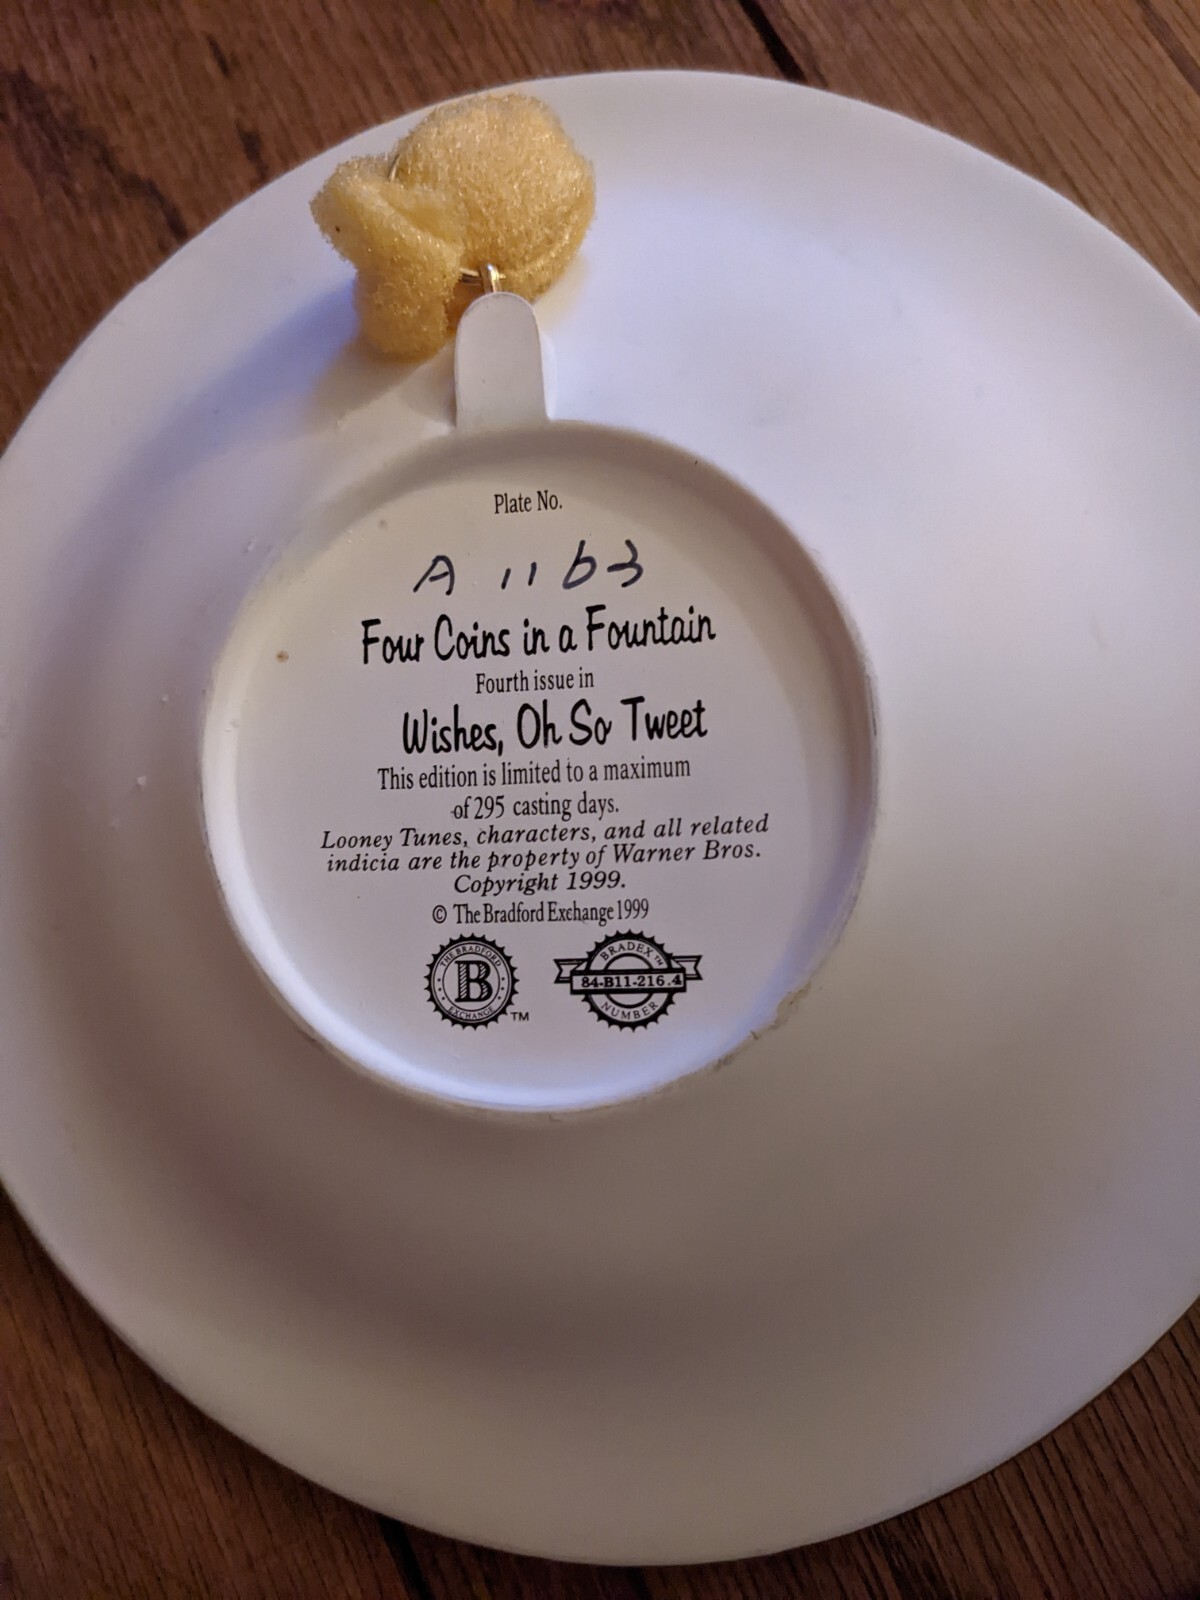 Plate No.
A 1163
Four Coins in a Fountain
Fourth issue in
Wishes, Oh So Tweet
This edition is limited to a maximum
of 295 casting days.
Looney Tunes, characters, and all related
indicia are the property of Warner Bros.
Copyright 1999.
© The Bradford Exchange 1999
THE BRADFORD
B
EXCHANGE
TM
BRADEX™
84-B11-216.4
NUMBER